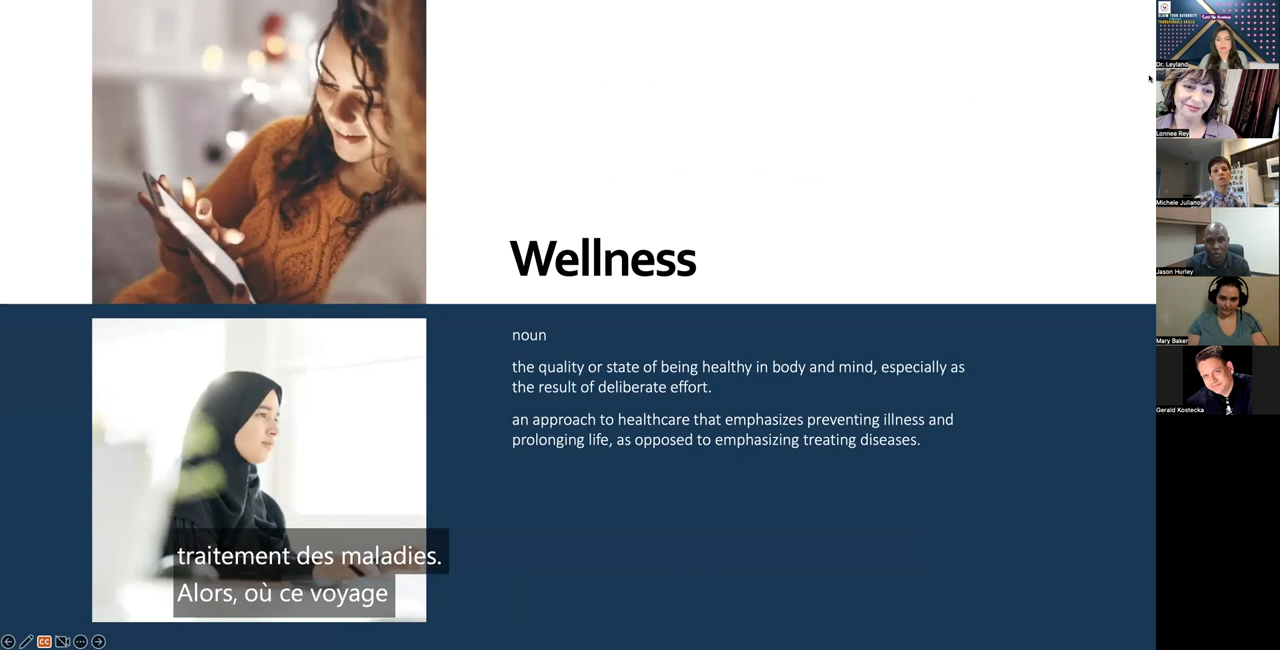 Wellness
noun
the quality or state of being healthy in body and mind, especially as
the result of deliberate effort.
an approach to healthcare that emphasizes preventing illness and
prolonging life, as opposed to emphasizing treating diseases.
traitement des maladies.
Alors, où ce voyage
CC
Dr. Leyland
Lonnee Rey
Michele Juliano
Jason Hurley
Mary Baker
Gerald Kostecka